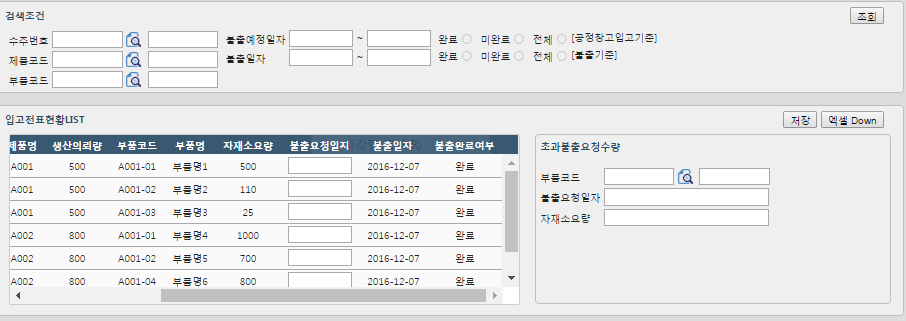 검색조건 조회
수주번호 불출예정일자 ~ 완료 미완료 전체 [공정창고입고기준]
제품코드 불출일자 ~ 완료 미완료 전체 [불출기준]
부품코드
입고전표현황LIST 저장 엑셀 Down
제품명 생산의뢰량 부품코드 부품명 자재소요량 불출요청일지 불출일자 불출완료여부
A001 500 A001-01 부품명1 500 2016-12-07 완료
A001 500 A001-02 부품명2 110 2016-12-07 완료
A001 500 A001-03 부품명3 25 2016-12-07 완료
A002 800 A001-01 부품명4 1000 2016-12-07 완료
A002 800 A001-02 부품명5 700 2016-12-07 완료
A002 800 A001-04 부품명6 800 2016-12-07 완료
초과불출요청수량
부품코드
불출요청일자
자재소요량